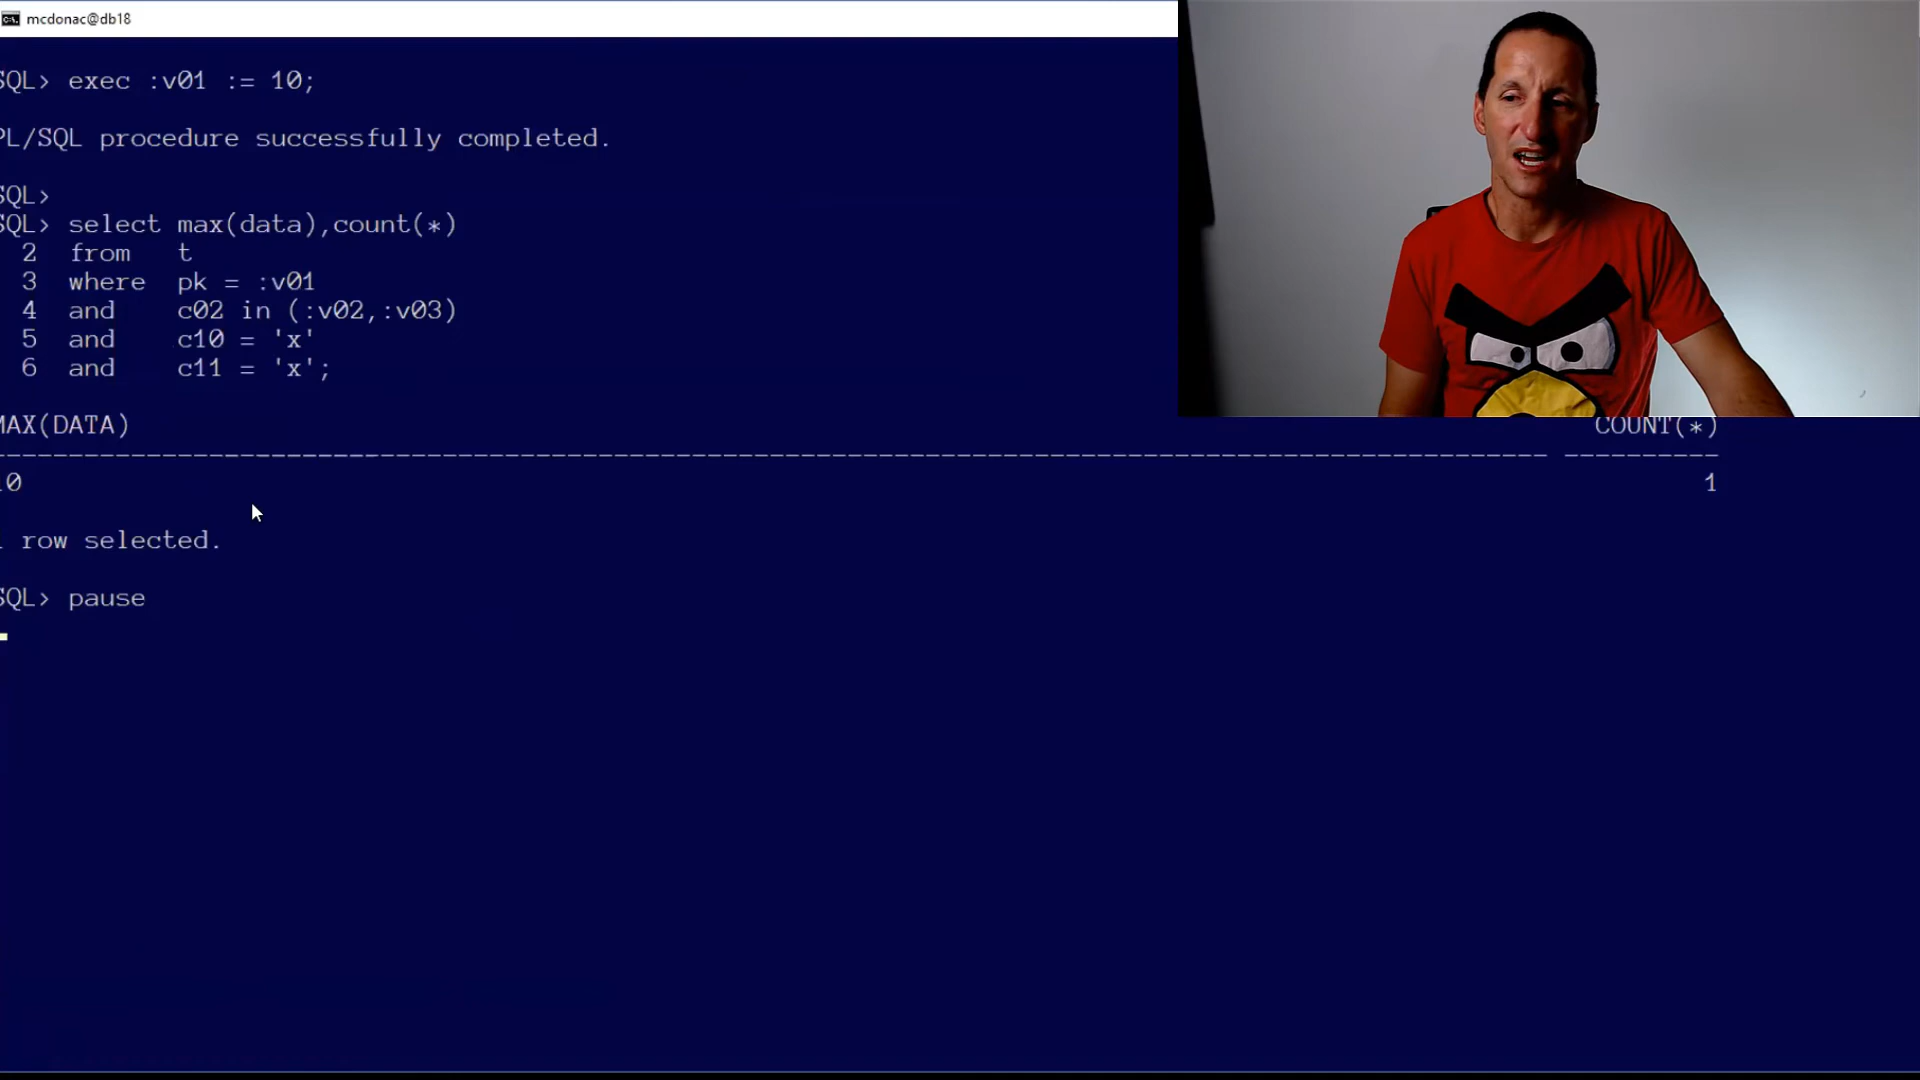 mcdonac@db18
SQL> exec :v01 := 10;
PL/SQL procedure successfully completed.
SQL>
SQL> select max(data),count(*)
2 from t
3 where pk = :v01
4 and c02 in (:v02,:v03)
5 and c10 = 'x'
6 and c11 = 'x';
MAX(DATA) COUNT(*)
---------------------------------------------------------------------------------------------------- ----------
10 1
1 row selected.
SQL> pause